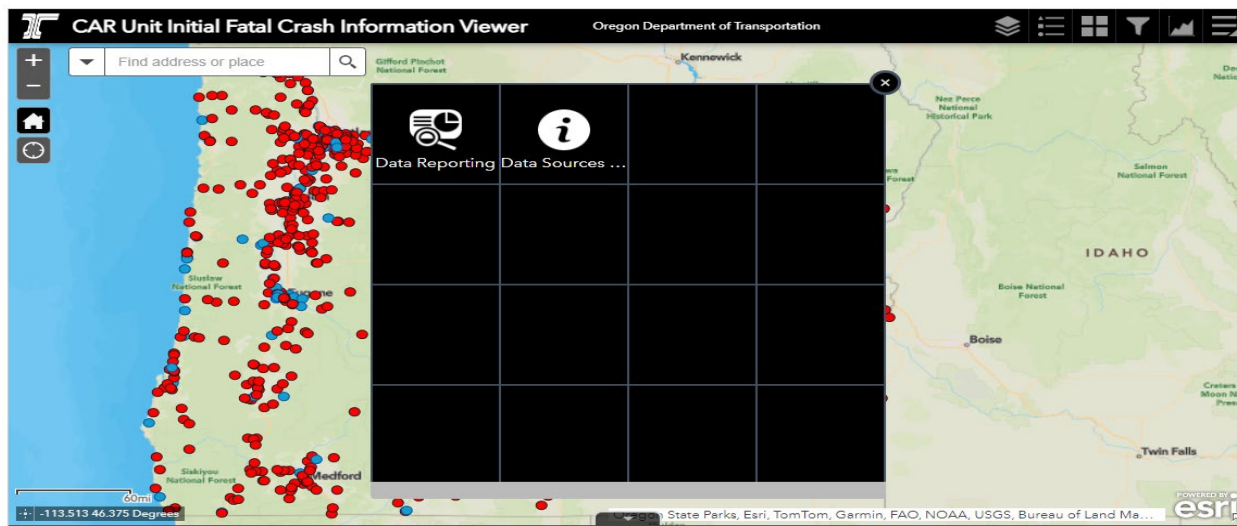 CAR Unit Initial Fatal Crash Information Viewer
Oregon Department of Transportation
Find address or place
Gifford Pinchot
National Forest
Kennewick
Nez Perce
National
Historical Park
Salmon
National Forest
Data Reporting
Data Sources ...
Siuslaw
National Forest
Eugene
IDAHO
Boise National
Forest
Boise
Craters
Moon N
Pres
Twin Falls
Siskiyou
National Forest
Medford
60mi
-113.513 46.375 Degrees
State Parks, Esri, TomTom, Garmin, FAO, NOAA, USGS, Bureau of Land Ma...
POWERED BY
esri